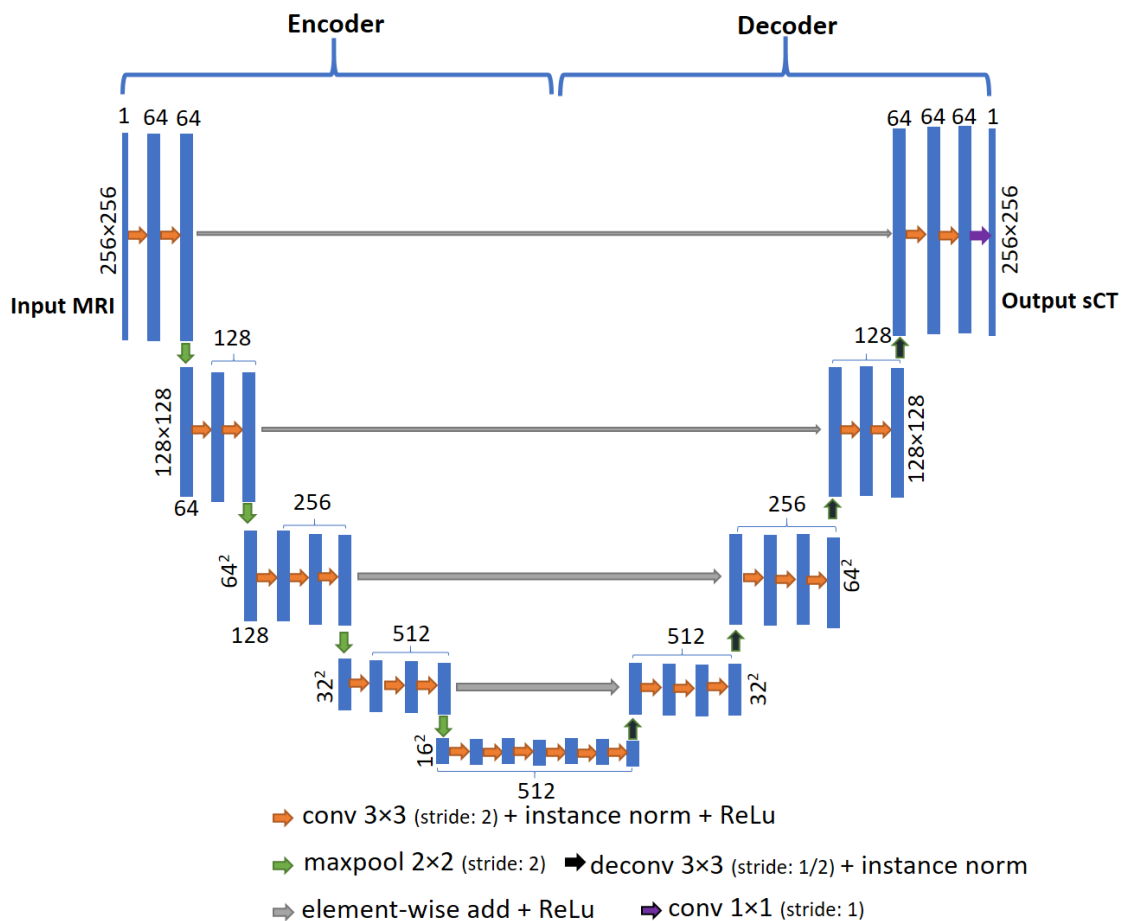 Encoder
Decoder
1 64 64
64 64 64 1
256×256
256×256
Input MRI
Output sCT
128
128
128×128
128×128
64
256
256
64²
64²
128
512
512
32²
32²
16²
512
conv 3×3 (stride: 2) + instance norm + ReLu
maxpool 2×2 (stride: 2)
deconv 3×3 (stride: 1/2) + instance norm
element-wise add + ReLu
conv 1×1 (stride: 1)